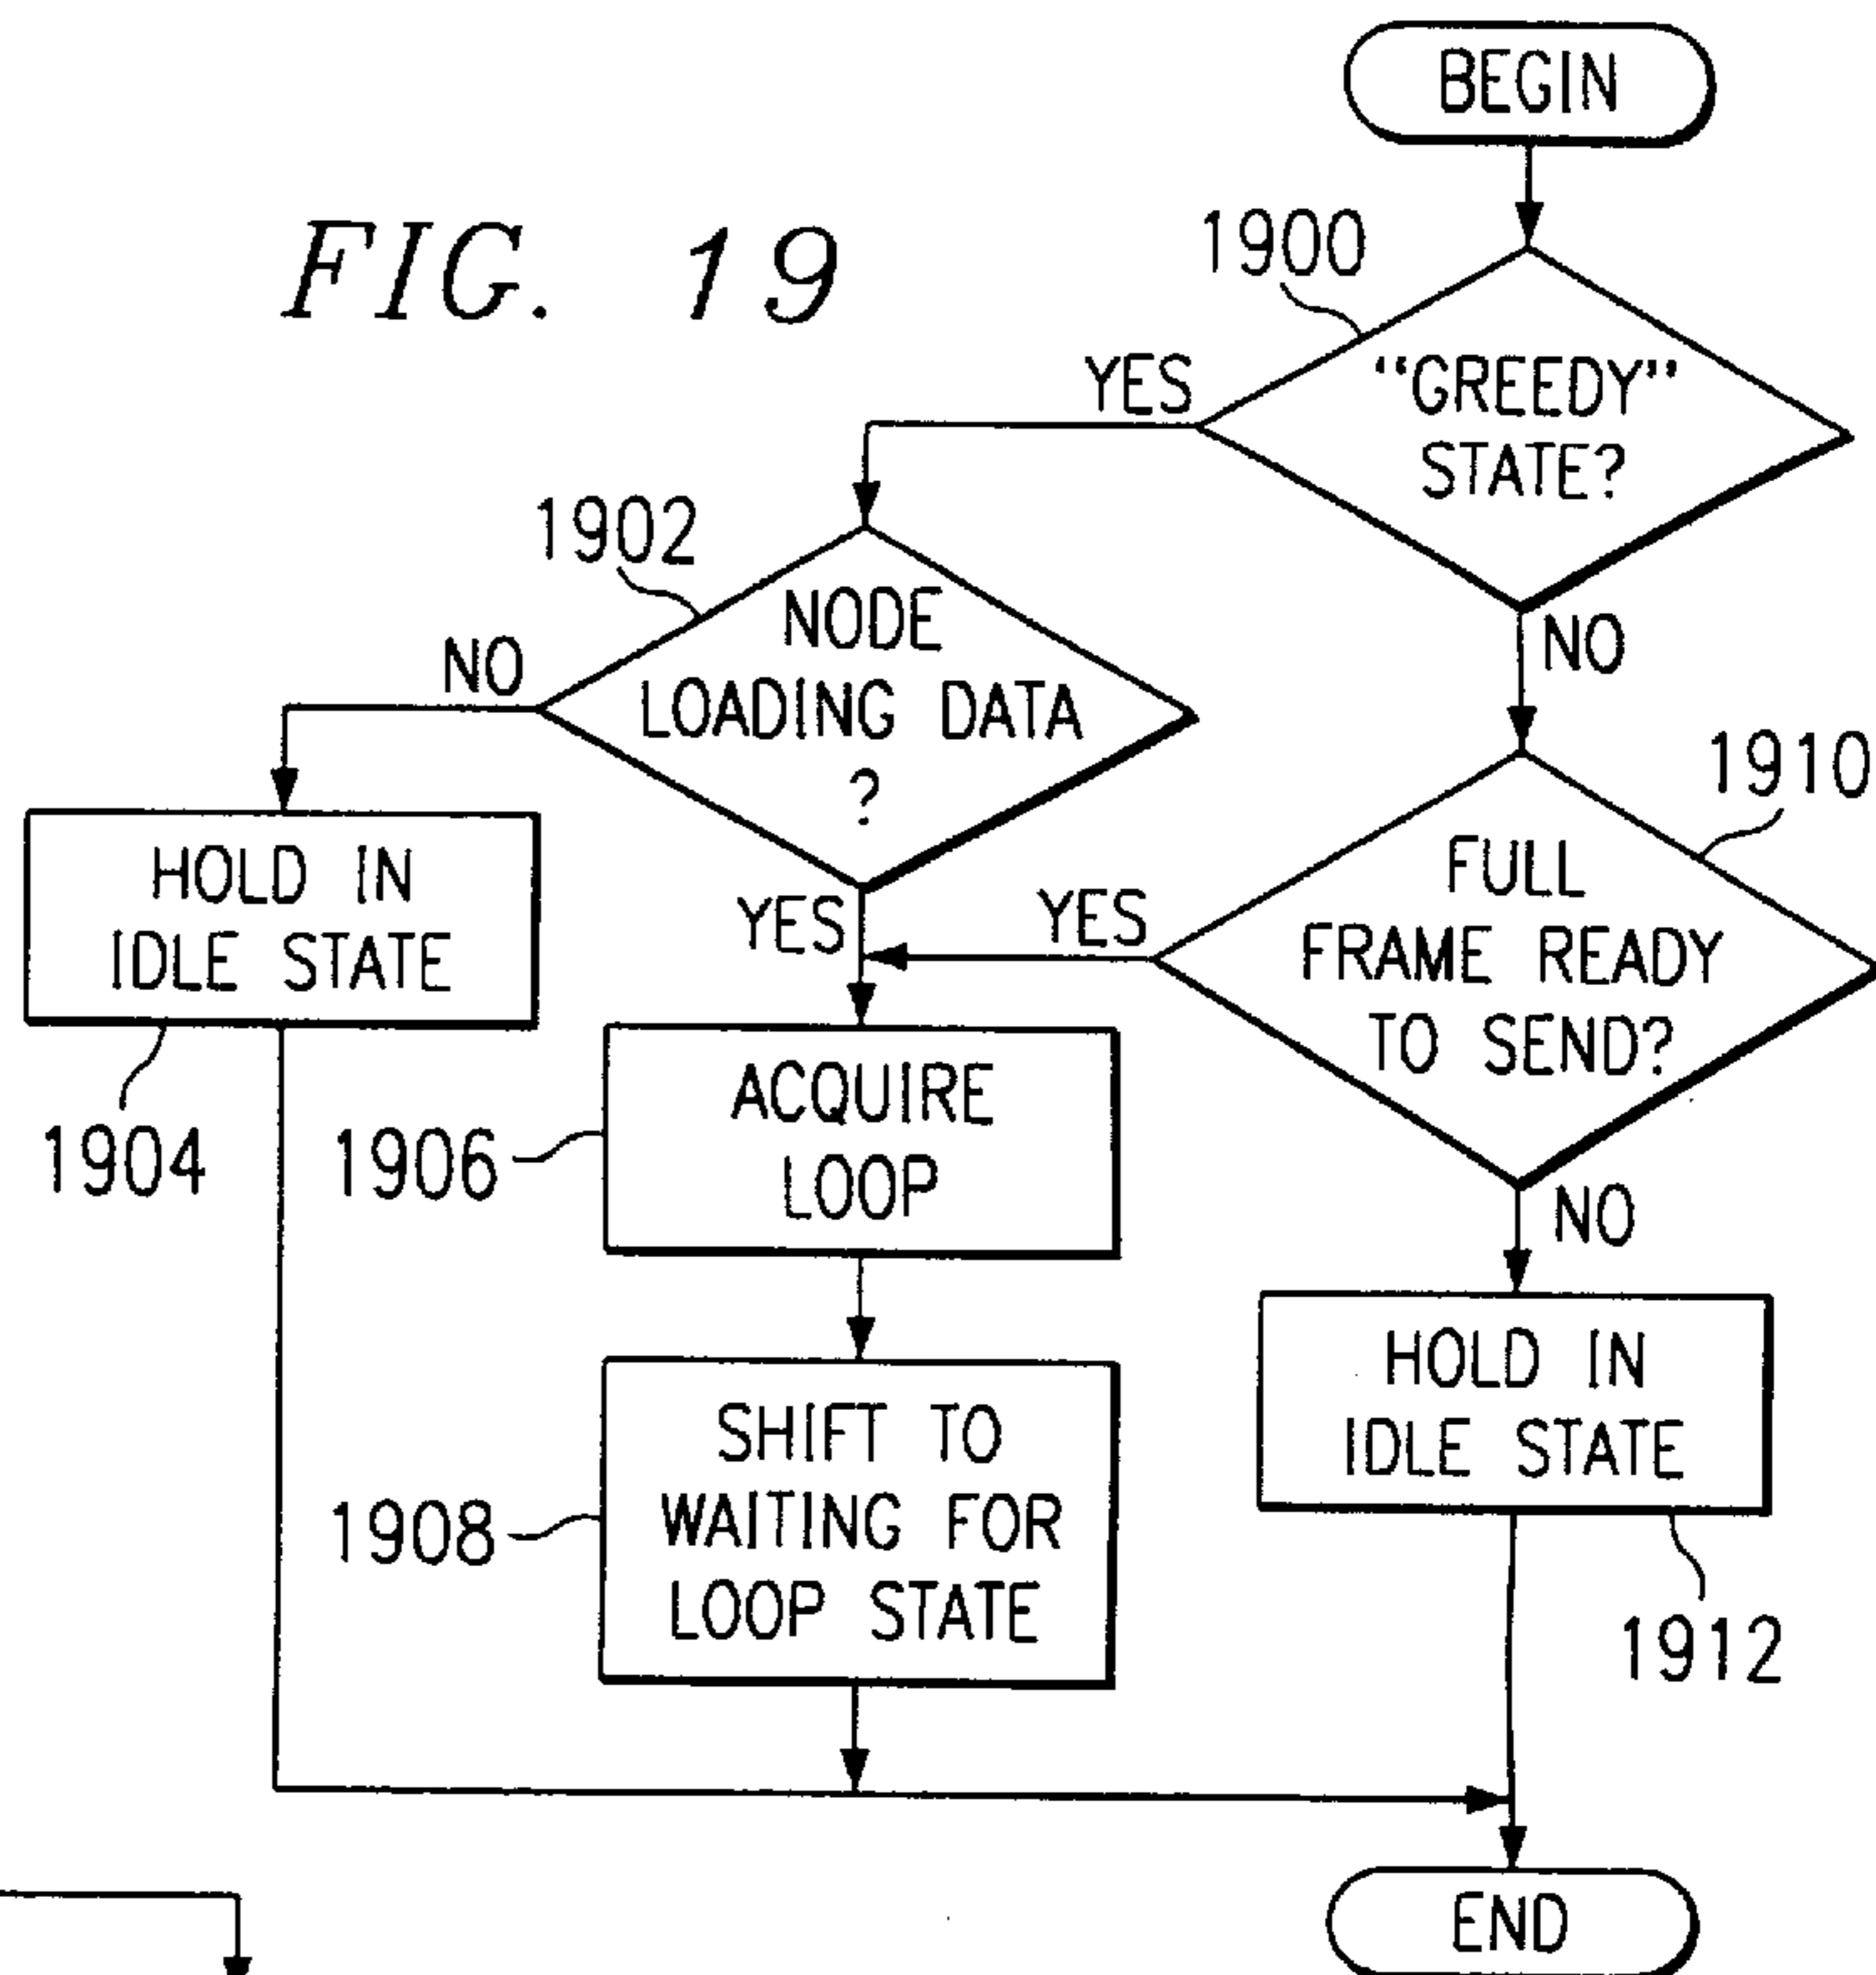 BEGIN
FIG. 19
1900
"GREEDY"
STATE?
YES
NO
1902
NODE
LOADING DATA
?
NO
YES
1910
FULL
FRAME READY
TO SEND?
YES
NO
HOLD IN
IDLE STATE
1904
1906
ACQUIRE
LOOP
HOLD IN
IDLE STATE
1912
1908
SHIFT TO
WAITING FOR
LOOP STATE
END